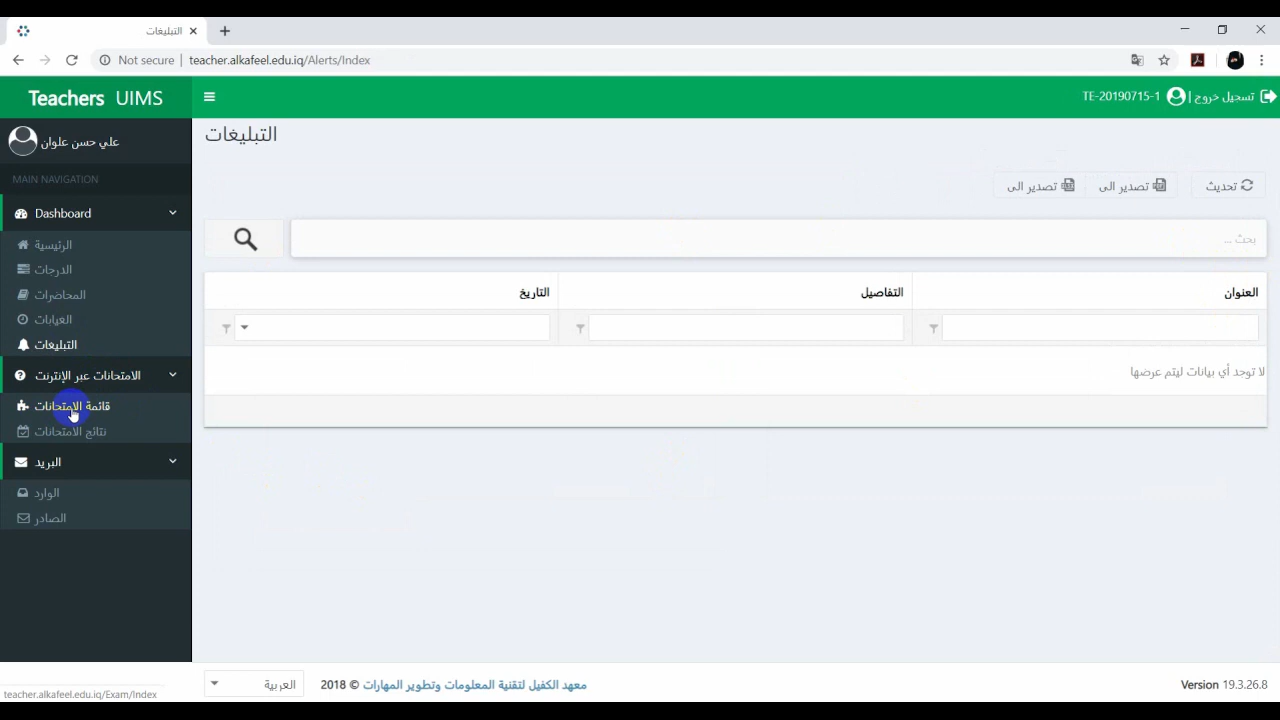 التبليغات
Not secure | teacher.alkafeel.edu.iq/Alerts/Index
Teachers UIMS
تسجيل خروج | TE-20190715-1
علي حسن علوان
MAIN NAVIGATION
Dashboard
الرئيسية
الدرجات
المحاضرات
الغيابات
التبليغات
الامتحانات عبر الإنترنت
قائمة الامتحانات
نتائج الامتحانات
البريد
الوارد
الصادر
التبليغات
تحديث
تصدير الى
تصدير الى
بحث ...
العنوان
التفاصيل
التاريخ
لا توجد أي بيانات ليتم عرضها
العربية
معهد الكفيل لتقنية المعلومات وتطوير المهارات © 2018
Version 19.3.26.8
teacher.alkafeel.edu.iq/Exam/Index